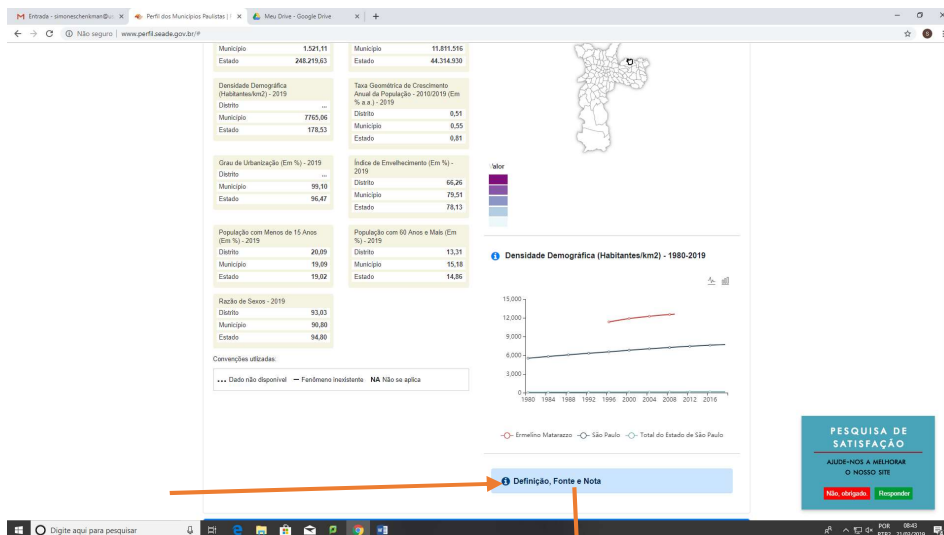 Entrada - simoneschenkman@u
Perfil dos Municípios Paulistas |
Meu Drive - Google Drive
Não seguro | www.perfil.seade.gov.br/#
Município 1.521,11
Estado 248.219,63
Município 11.811.516
Estado 44.314.930
Densidade Demográfica
(Habitantes/km2) - 2019
Distrito ...
Município 7765,06
Estado 178,53
Taxa Geométrica de Crescimento
Anual da População - 2010/2019 (Em
% a.a.) - 2019
Distrito 0,51
Município 0,55
Estado 0,81
Grau de Urbanização (Em %) - 2019
Distrito ...
Município 99,10
Estado 96,47
Índice de Envelhecimento (Em %) -
2019
Distrito 66,26
Município 79,51
Estado 78,13
População com Menos de 15 Anos
(Em %) - 2019
Distrito 20,09
Município 19,09
Estado 19,02
População com 60 Anos e Mais (Em
%) - 2019
Distrito 13,31
Município 15,18
Estado 14,86
Razão de Sexos - 2019
Distrito 93,03
Município 90,80
Estado 94,80
Convenções utlizadas:
... Dado não disponível — Fenômeno inexistente NA Não se aplica
Valor
Densidade Demográfica (Habitantes/km2) - 1980-2019
15,000
12,000
9,000
6,000
3,000
0
1980 1984 1988 1992 1996 2000 2004 2008 2012 2016
Ermelino Matarazzo São Paulo Total do Estado de São Paulo
Definição, Fonte e Nota
PESQUISA DE
SATISFAÇÃO
AJUDE-NOS A MELHORAR
O NOSSO SITE
Não, obrigado Responder
Digite aqui para pesquisar
POR 08:43
PTB2 21/03/2019